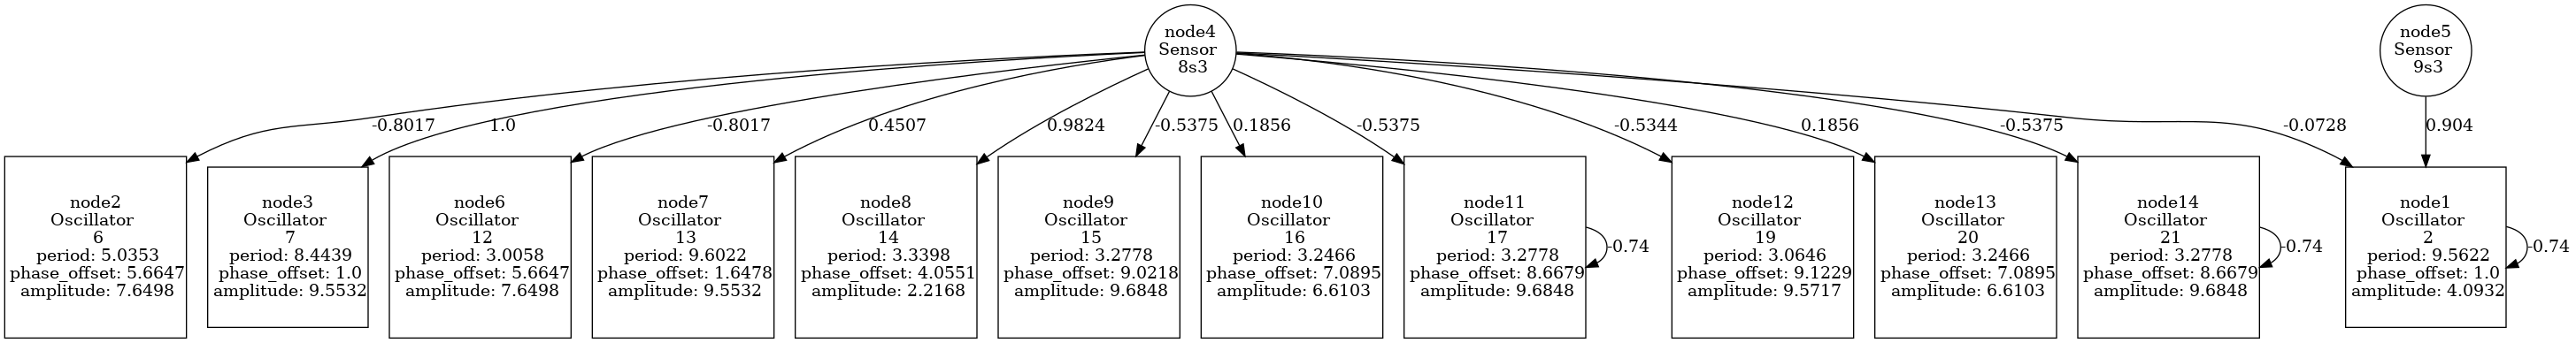 node4
Sensor
8s3
node5
Sensor
9s3
-0.8017
1.0
-0.8017
0.4507
0.9824
-0.5375
0.1856
-0.5375
-0.5344
0.1856
-0.5375
-0.0728
0.904
node2
Oscillator
6
period: 5.0353
phase_offset: 5.6647
amplitude: 7.6498
node3
Oscillator
7
period: 8.4439
phase_offset: 1.0
amplitude: 9.5532
node6
Oscillator
12
period: 3.0058
phase_offset: 5.6647
amplitude: 7.6498
node7
Oscillator
13
period: 9.6022
phase_offset: 1.6478
amplitude: 9.5532
node8
Oscillator
14
period: 3.3398
phase_offset: 4.0551
amplitude: 2.2168
node9
Oscillator
15
period: 3.2778
phase_offset: 9.0218
amplitude: 9.6848
node10
Oscillator
16
period: 3.2466
phase_offset: 7.0895
amplitude: 6.6103
node11
Oscillator
17
period: 3.2778
phase_offset: 8.6679
amplitude: 9.6848
-0.74
node12
Oscillator
19
period: 3.0646
phase_offset: 9.1229
amplitude: 9.5717
node13
Oscillator
20
period: 3.2466
phase_offset: 7.0895
amplitude: 6.6103
node14
Oscillator
21
period: 3.2778
phase_offset: 8.6679
amplitude: 9.6848
-0.74
node1
Oscillator
2
period: 9.5622
phase_offset: 1.0
amplitude: 4.0932
-0.74